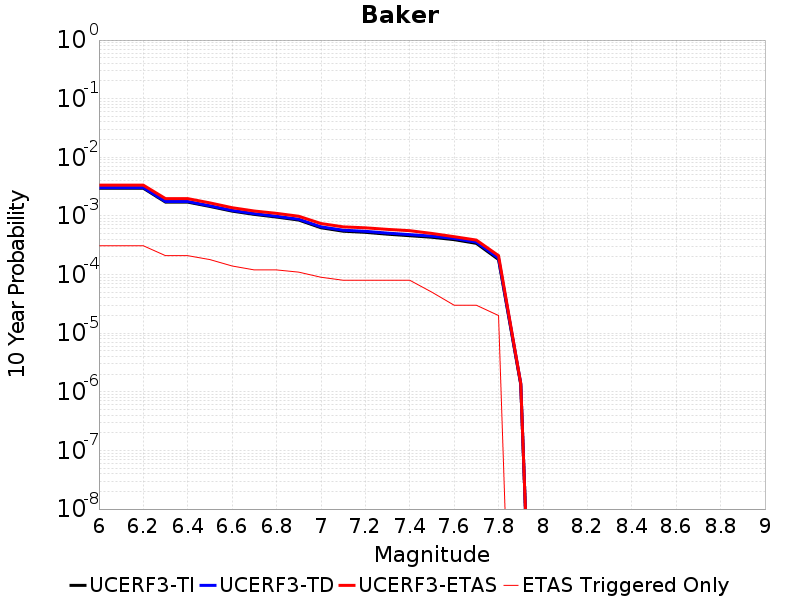 Baker
10 Year Probability
10^0
10^-1
10^-2
10^-3
10^-4
10^-5
10^-6
10^-7
10^-8
6 6.2 6.4 6.6 6.8 7 7.2 7.4 7.6 7.8 8 8.2 8.4 8.6 8.8 9
Magnitude
UCERF3-TI UCERF3-TD UCERF3-ETAS ETAS Triggered Only